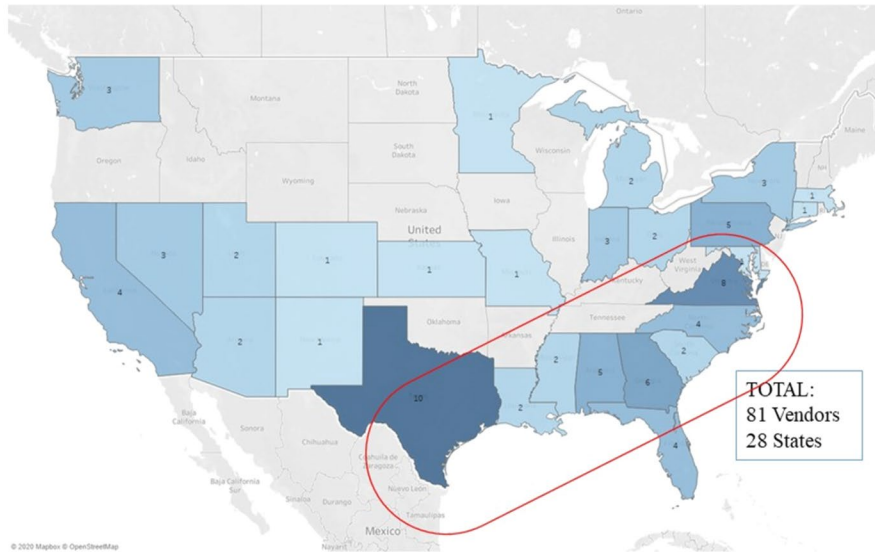 Ontario
3
Montana
North
Dakota
1
Maine
Oregon
Idaho
South
Dakota
Wisconsin
NH
Wyoming
2
3
1
Iowa
1
Nebraska
5
United
States
Illinois
3
2
NJ
3
2
1
1
1
West
Virginia
DE
4
8
Kentucky
2
1
Oklahoma
Arkansas
Tennessee
4
2
2
10
5
6
2
4
TOTAL:
81 Vendors
28 States
Baja
California
Sonora
Chihuahua
Coahuila de
Zaragoza
Baja California
Sur
Sinaloa
Durango
Nuevo León
Tamaulipas
Mexico
Nayarit
© 2020 Mapbox © OpenStreetMap